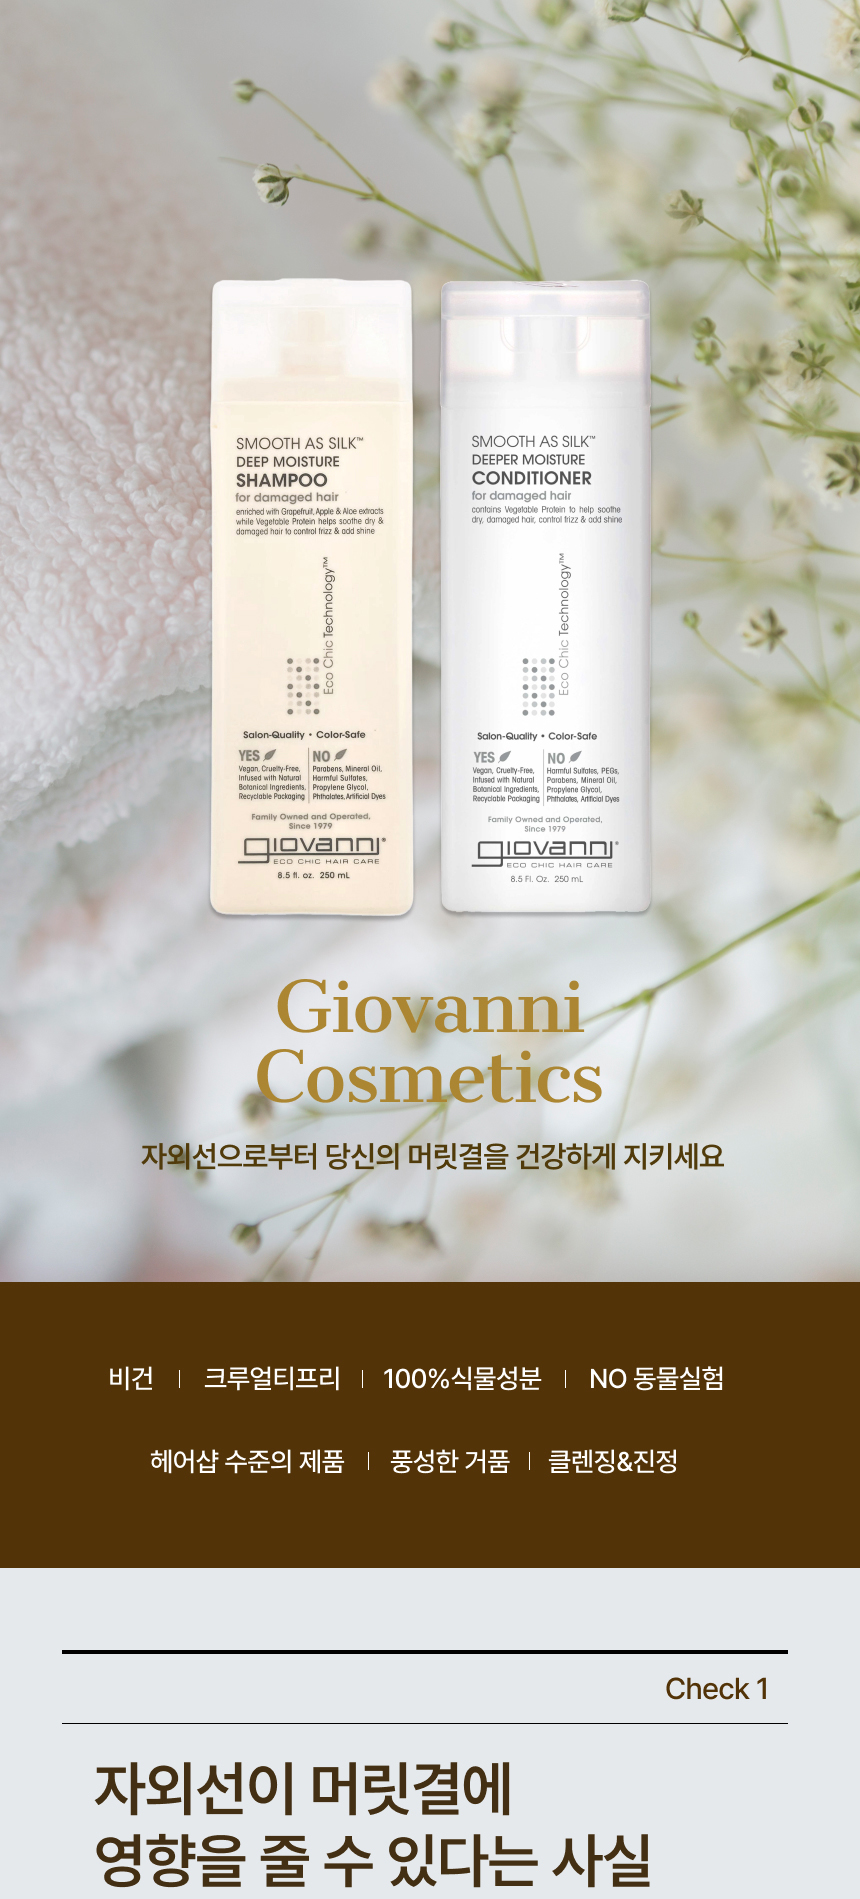 SMOOTH AS SILK™
DEEP MOISTURE
SHAMPOO
for damaged hair
enriched with Grapefruit, Apple & Aloe extracts
while Vegetable Protein helps soothe dry &
damaged hair to control frizz & add shine
Eco Chic Technology™
Salon-Quality • Color-Safe
YES
Vegan, Cruelty-Free,
Infused with Natural
Botanical Ingredients,
Recyclable Packaging
NO
Parabens, Mineral Oil,
Harmful Sulfates,
Propylene Glycol,
Phthalates, Artificial Dyes
Family Owned and Operated,
Since 1979
giovanni®
ECO CHIC HAIR CARE
8.5 fl. oz. 250 mL
SMOOTH AS SILK™
DEEPER MOISTURE
CONDITIONER
for damaged hair
contains Vegetable Protein to help soothe
dry, damaged hair, control frizz & add shine
Eco Chic Technology™
Salon-Quality • Color-Safe
YES
Vegan, Cruelty-Free,
Infused with Natural
Botanical Ingredients,
Recyclable Packaging
NO
Harmful Sulfates, PEGs,
Parabens, Mineral Oil,
Propylene Glycol,
Phthalates, Artificial Dyes
Family Owned and Operated,
Since 1979
giovanni®
ECO CHIC HAIR CARE
8.5 Fl. Oz. 250 mL
Giovanni
Cosmetics
자외선으로부터 당신의 머릿결을 건강하게 지키세요
비건 | 크루얼티프리 | 100%식물성분 | NO 동물실험
헤어샵 수준의 제품 | 풍성한 거품 | 클렌징&진정
Check 1
자외선이 머릿결에
영향을 줄 수 있다는 사실